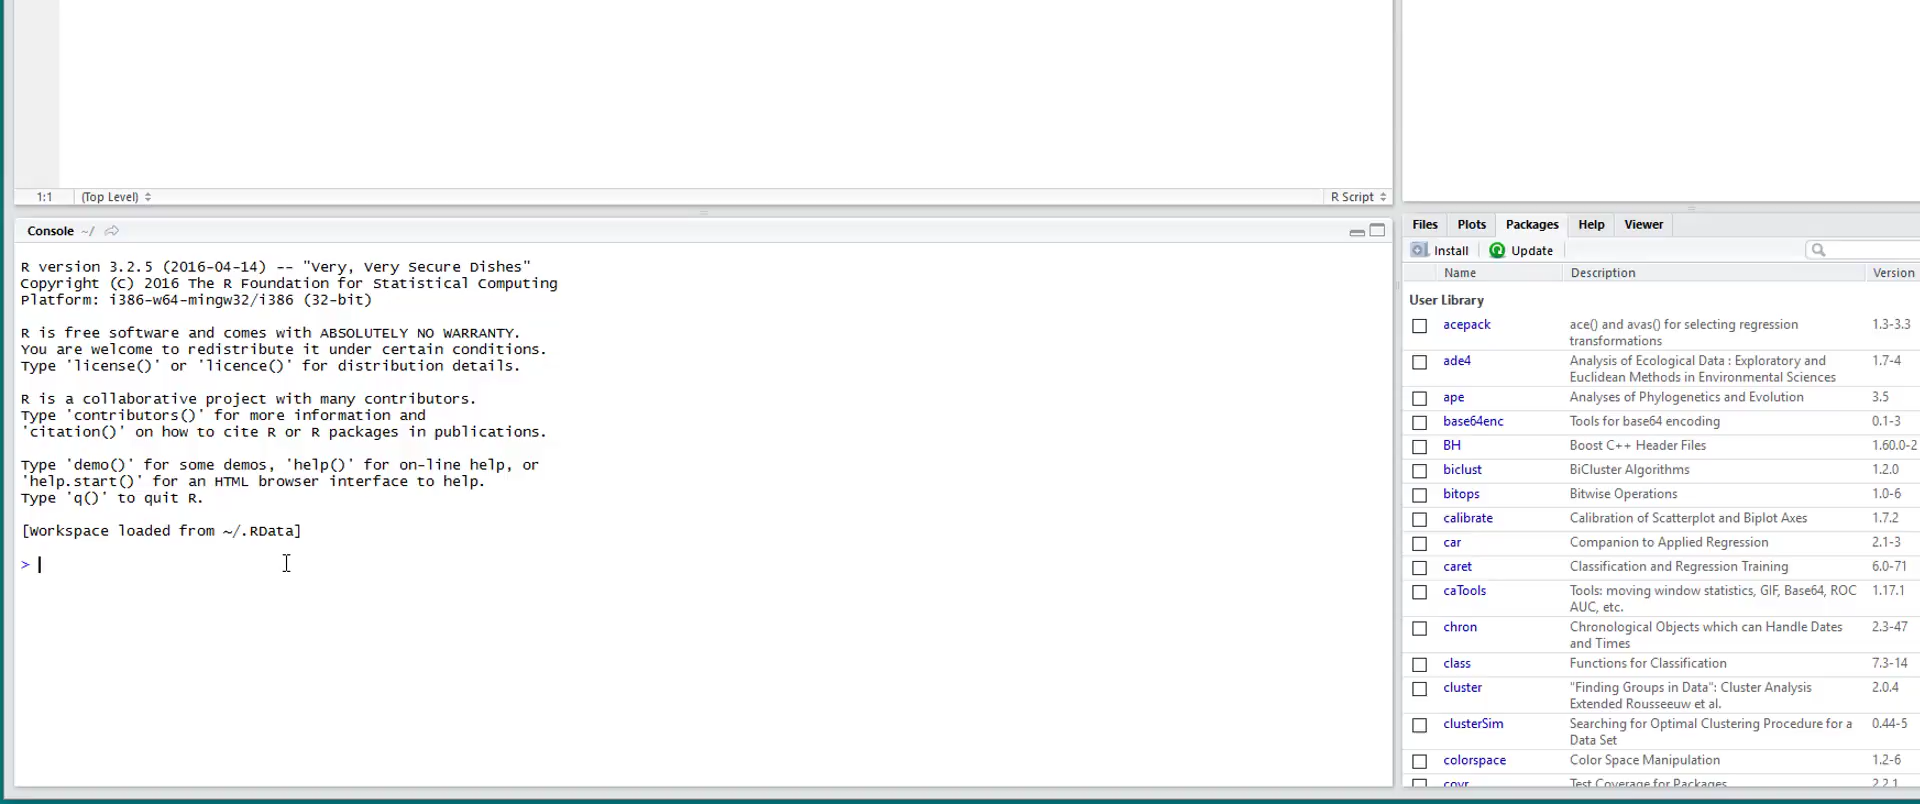 1:1 (Top Level) R Script
Console ~/
R version 3.2.5 (2016-04-14) -- "Very, Very Secure Dishes"
Copyright (C) 2016 The R Foundation for Statistical Computing
Platform: i386-w64-mingw32/i386 (32-bit)
R is free software and comes with ABSOLUTELY NO WARRANTY.
You are welcome to redistribute it under certain conditions.
Type 'license()' or 'licence()' for distribution details.
R is a collaborative project with many contributors.
Type 'contributors()' for more information and
'citation()' on how to cite R or R packages in publications.
Type 'demo()' for some demos, 'help()' for on-line help, or
'help.start()' for an HTML browser interface to help.
Type 'q()' to quit R.
[Workspace loaded from ~/.RData]
>
Files Plots Packages Help Viewer
Install Update
Name Description Version
User Library
acepack ace() and avas() for selecting regression 1.3-3.3
transformations
ade4 Analysis of Ecological Data : Exploratory and 1.7-4
Euclidean Methods in Environmental Sciences
ape Analyses of Phylogenetics and Evolution 3.5
base64enc Tools for base64 encoding 0.1-3
BH Boost C++ Header Files 1.60.0-2
biclust BiCluster Algorithms 1.2.0
bitops Bitwise Operations 1.0-6
calibrate Calibration of Scatterplot and Biplot Axes 1.7.2
car Companion to Applied Regression 2.1-3
caret Classification and Regression Training 6.0-71
caTools Tools: moving window statistics, GIF, Base64, ROC 1.17.1
AUC, etc.
chron Chronological Objects which can Handle Dates 2.3-47
and Times
class Functions for Classification 7.3-14
cluster "Finding Groups in Data": Cluster Analysis 2.0.4
Extended Rousseeuw et al.
clusterSim Searching for Optimal Clustering Procedure for a 0.44-5
Data Set
colorspace Color Space Manipulation 1.2-6
covr Test Coverage for Packages 2.2.1